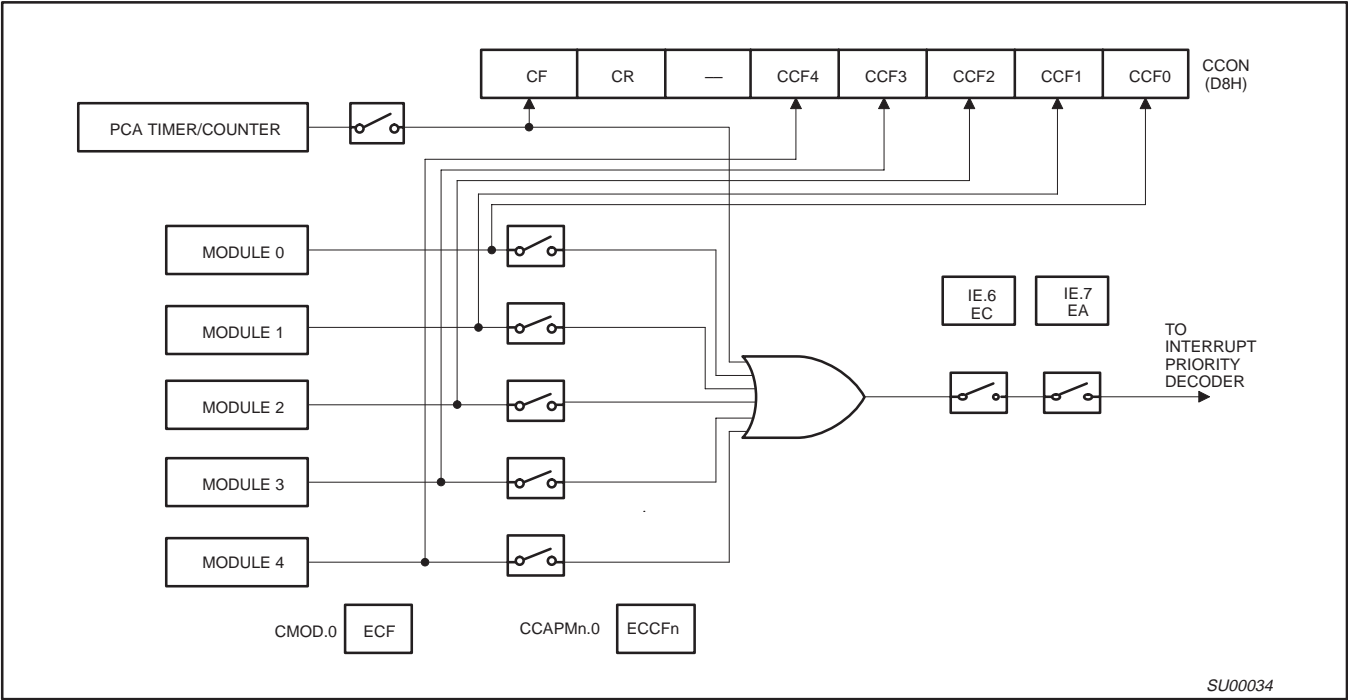 CF CR — CCF4 CCF3 CCF2 CCF1 CCF0
CCON
(D8H)
PCA TIMER/COUNTER
MODULE 0
MODULE 1
MODULE 2
MODULE 3
MODULE 4
IE.6
EC
IE.7
EA
TO
INTERRUPT
PRIORITY
DECODER
CMOD.0 ECF
CCAPMn.0 ECCFn
SU00034